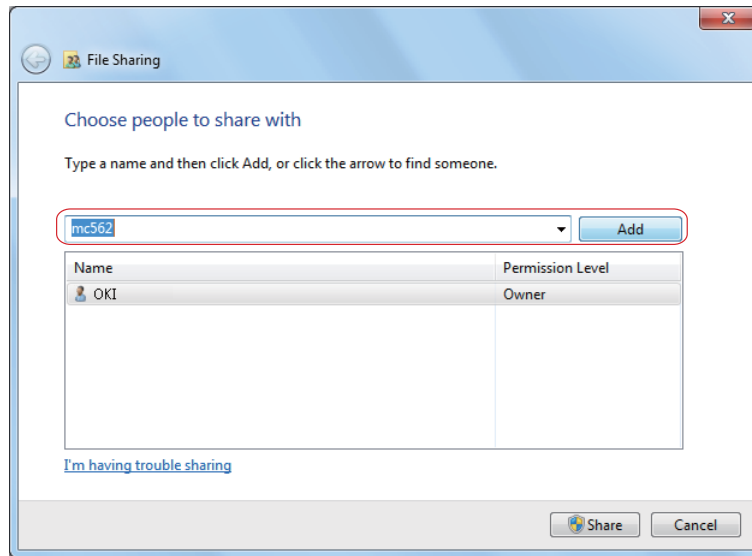 File Sharing
Choose people to share with
Type a name and then click Add, or click the arrow to find someone.
mc562 Add
Name Permission Level
OKI Owner
I'm having trouble sharing
Share Cancel